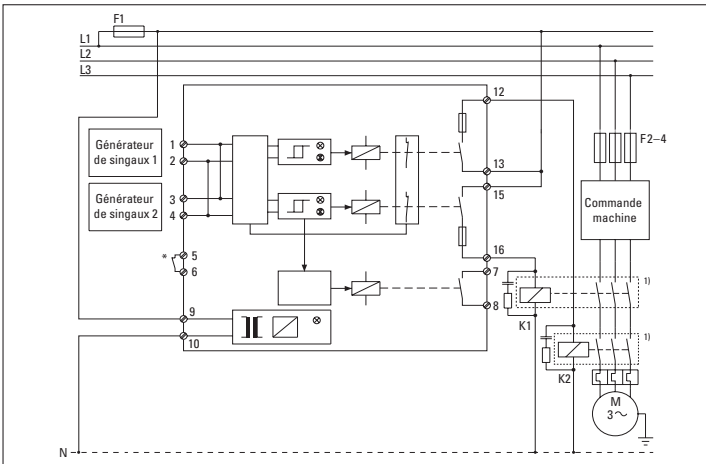 F1
L1
L2
L3
12
Générateur
de singaux 1
1
2
13
F2–4
Générateur
de singaux 2
3
4
15
Commande
machine
* 5
6
16
7
8
1)
9
10
K1
1)
K2
M
3~
N